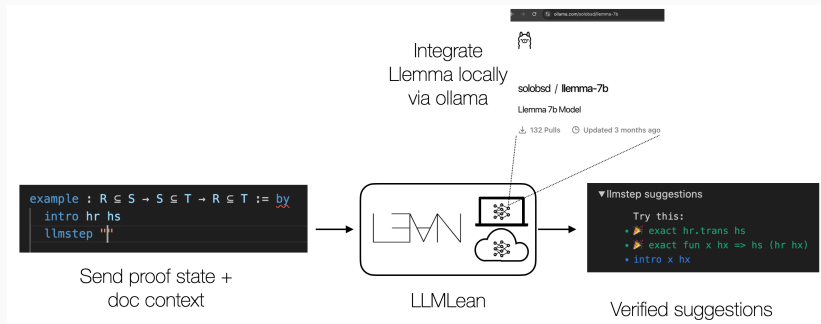 ollama.com/solobsd/llemma-7b
Integrate
Llemma locally
via ollama
solobsd / llemma-7b
Llemma 7b Model
132 Pulls Updated 3 months ago
example : R ⊆ S → S ⊆ T → R ⊆ T := by
intro hr hs
llmstep ""
Send proof state +
doc context
L∃∀N
LLMLean
▼llmstep suggestions
Try this:
• 🎉 exact hr.trans hs
• 🎉 exact fun x hx => hs (hr hx)
• intro x hx
Verified suggestions